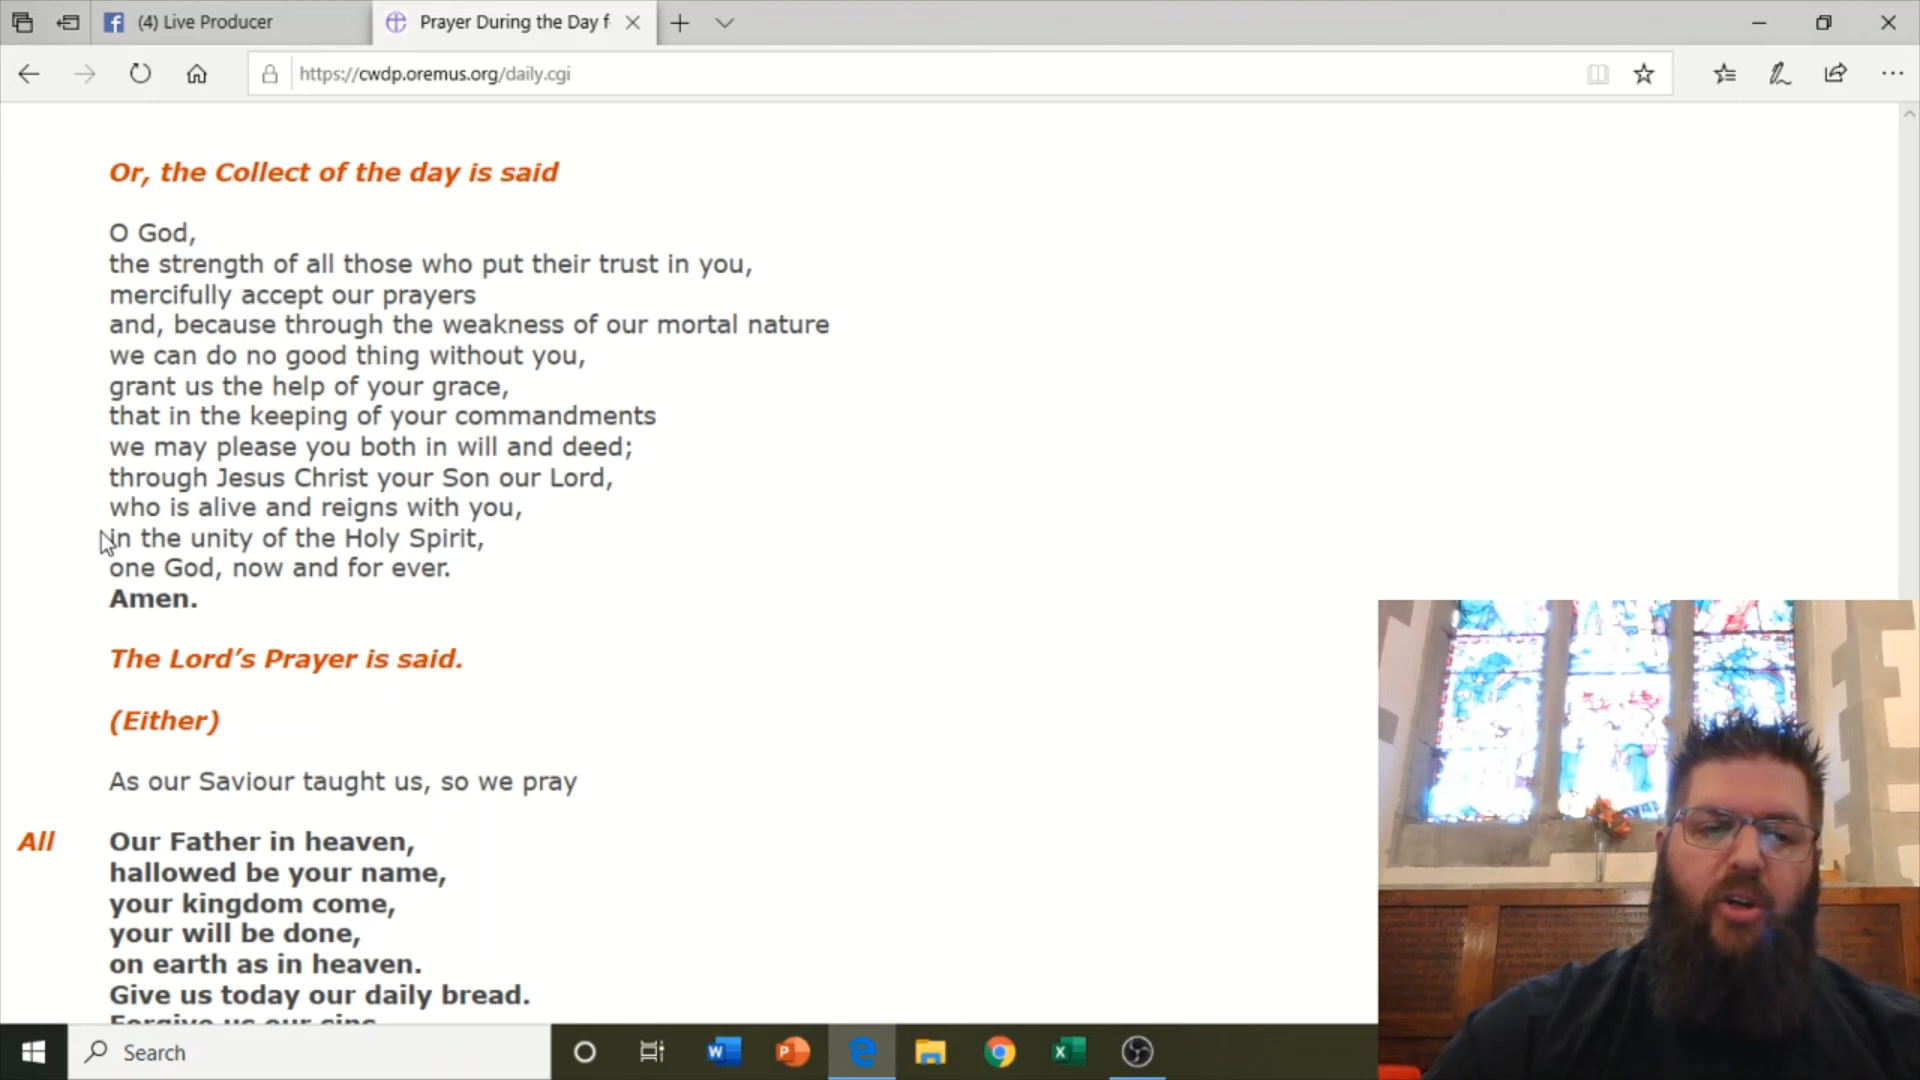 (4) Live Producer
Prayer During the Day f
https://cwdp.oremus.org/daily.cgi
Or, the Collect of the day is said
O God,
the strength of all those who put their trust in you,
mercifully accept our prayers
and, because through the weakness of our mortal nature
we can do no good thing without you,
grant us the help of your grace,
that in the keeping of your commandments
we may please you both in will and deed;
through Jesus Christ your Son our Lord,
who is alive and reigns with you,
in the unity of the Holy Spirit,
one God, now and for ever.
Amen.
The Lord’s Prayer is said.
(Either)
As our Saviour taught us, so we pray
All Our Father in heaven,
hallowed be your name,
your kingdom come,
your will be done,
on earth as in heaven.
Give us today our daily bread.
Forgive us our sins
Search